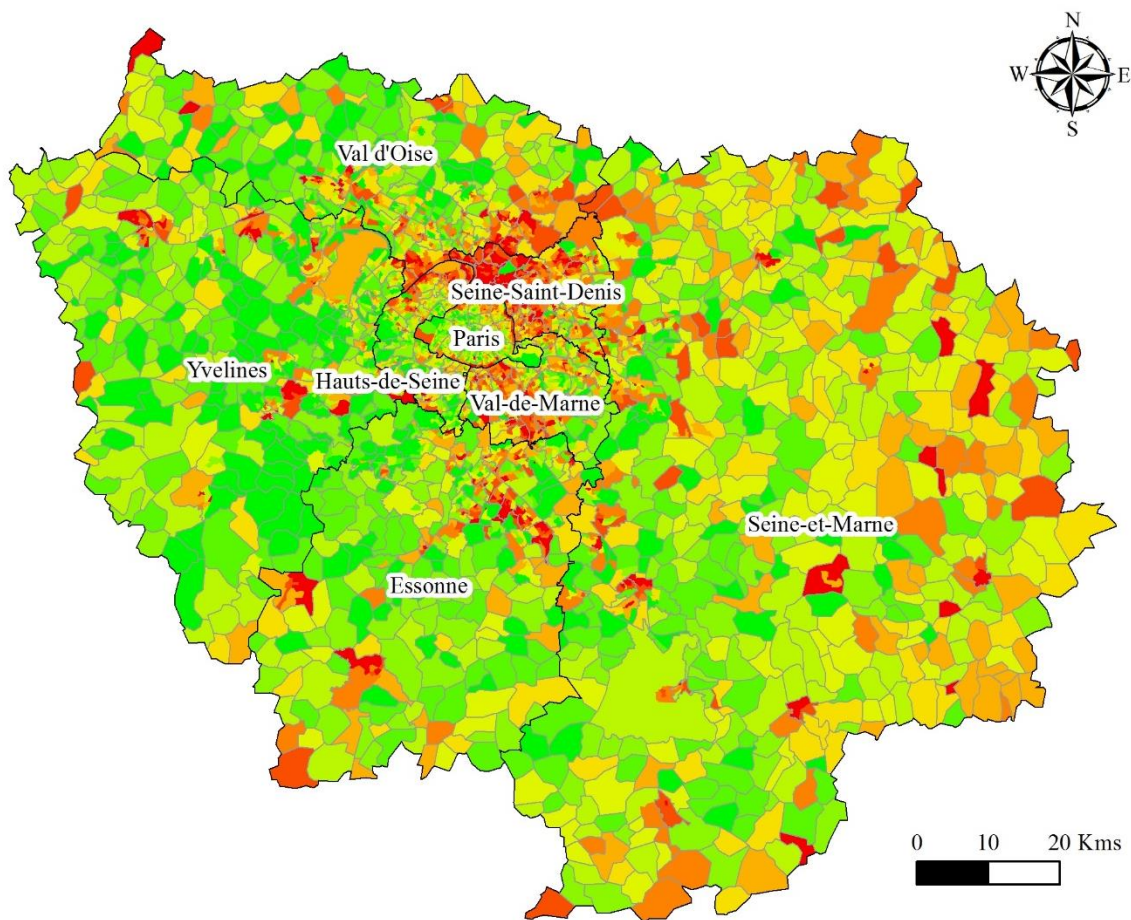 N
W E
S
Val d'Oise
Seine-Saint-Denis
Paris
Yvelines
Hauts-de-Seine
Val-de-Marne
Seine-et-Marne
Essonne
0 10 20 Kms